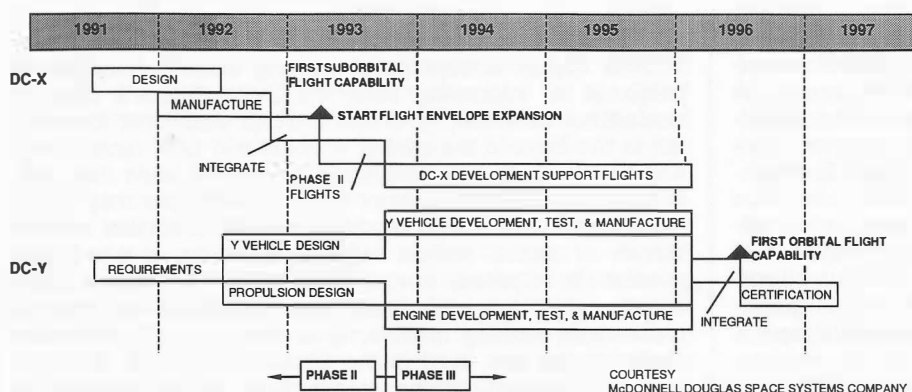 1991 1992 1993 1994 1995 1996 1997
DC-X
DESIGN
FIRST SUBORBITAL
FLIGHT CAPABILITY
MANUFACTURE
START FLIGHT ENVELOPE EXPANSION
INTEGRATE
PHASE II
FLIGHTS
DC-X DEVELOPMENT SUPPORT FLIGHTS
Y VEHICLE DEVELOPMENT, TEST, & MANUFACTURE
Y VEHICLE DESIGN
FIRST ORBITAL FLIGHT
CAPABILITY
DC-Y
REQUIREMENTS
PROPULSION DESIGN
CERTIFICATION
ENGINE DEVELOPMENT, TEST, & MANUFACTURE
INTEGRATE
PHASE II
PHASE III
COURTESY
McDONNELL DOUGLAS SPACE SYSTEMS COMPANY